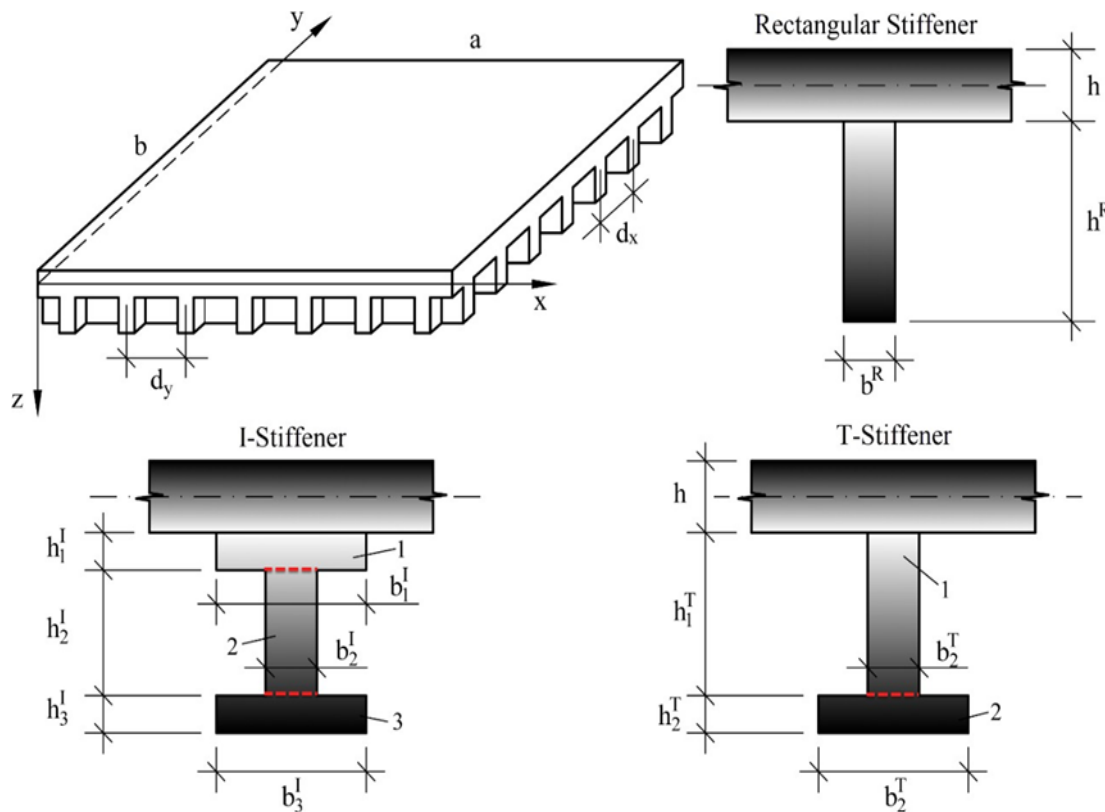 y
a
b
d_x
x
d_y
z
Rectangular Stiffener
h
h^R
b^R
I-Stiffener
h_1^I
1
b_1^I
h_2^I
2
b_2^I
h_3^I
3
b_3^I
T-Stiffener
h
1
h_1^T
b_2^T
h_2^T
2
b_2^T